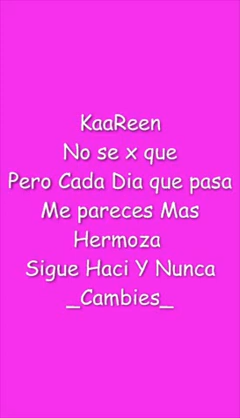 KaaReen
No se x que
Pero Cada Dia que pasa
Me pareces Mas
Hermoza
Sigue Haci Y Nunca
_Cambies_